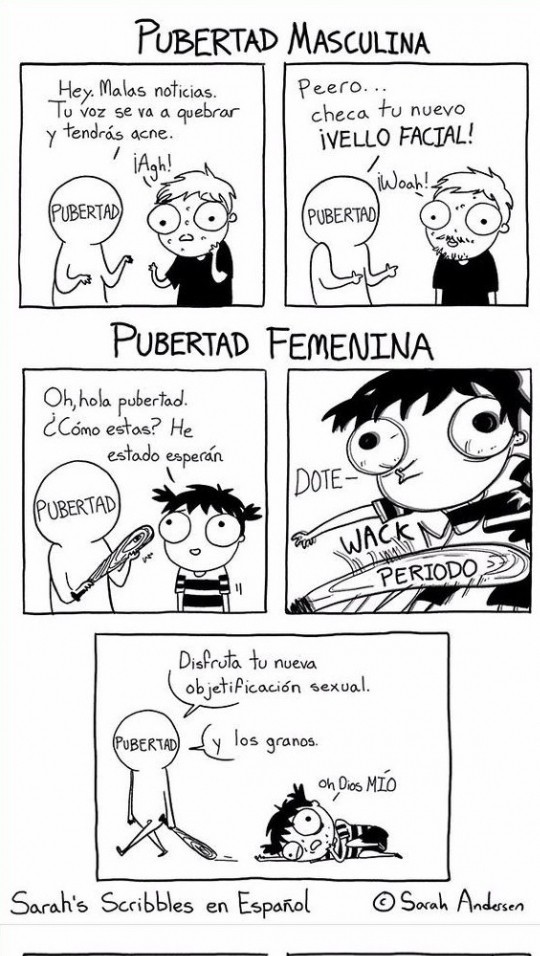 PUBERTAD MASCULINA
Hey. Malas noticias.
Tu voz se va a quebrar
y tendrás acne.
¡Agh!
PUBERTAD
Peero...
checa tu nuevo
¡VELLO FACIAL!
¡Woah!
PUBERTAD
PUBERTAD FEMENINA
Oh, hola pubertad.
¿Cómo estas? He
estado esperán
PUBERTAD
DOTE-
WACK
PERIODO
Disfruta tu nueva
objetificación sexual.
PUBERTAD
y los granos.
oh Dios MÍO
Sarah's Scribbles en Español
© Sarah Andersen